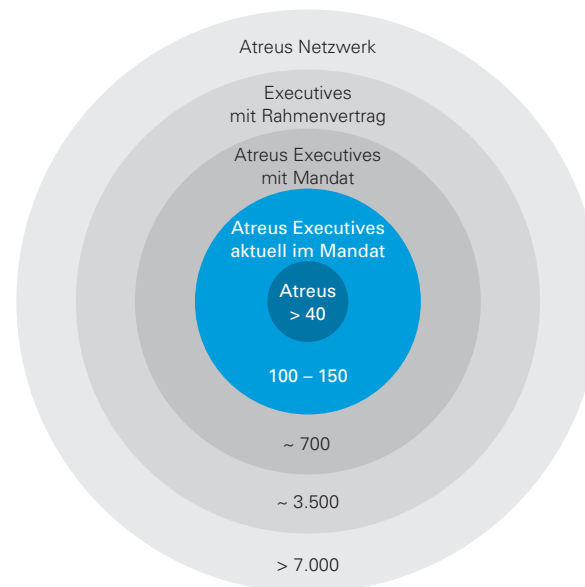 Atreus Netzwerk
Executives
mit Rahmenvertrag
Atreus Executives
mit Mandat
Atreus Executives
aktuell im Mandat
Atreus
> 40
100 – 150
~ 700
~ 3.500
> 7.000